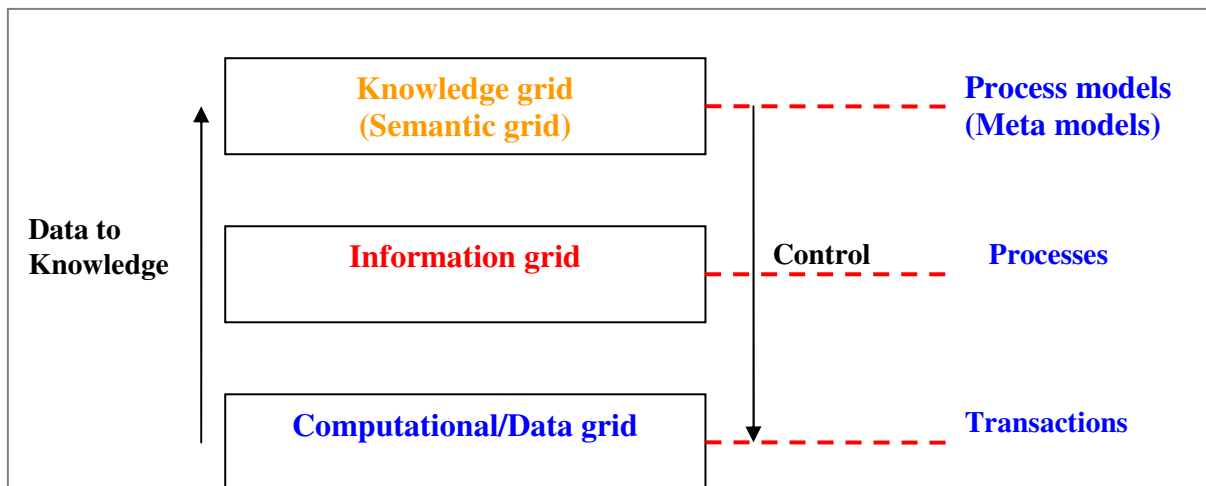 Knowledge grid
(Semantic grid)
Process models
(Meta models)
Data to
Knowledge
Information grid
Control
Processes
Computational/Data grid
Transactions